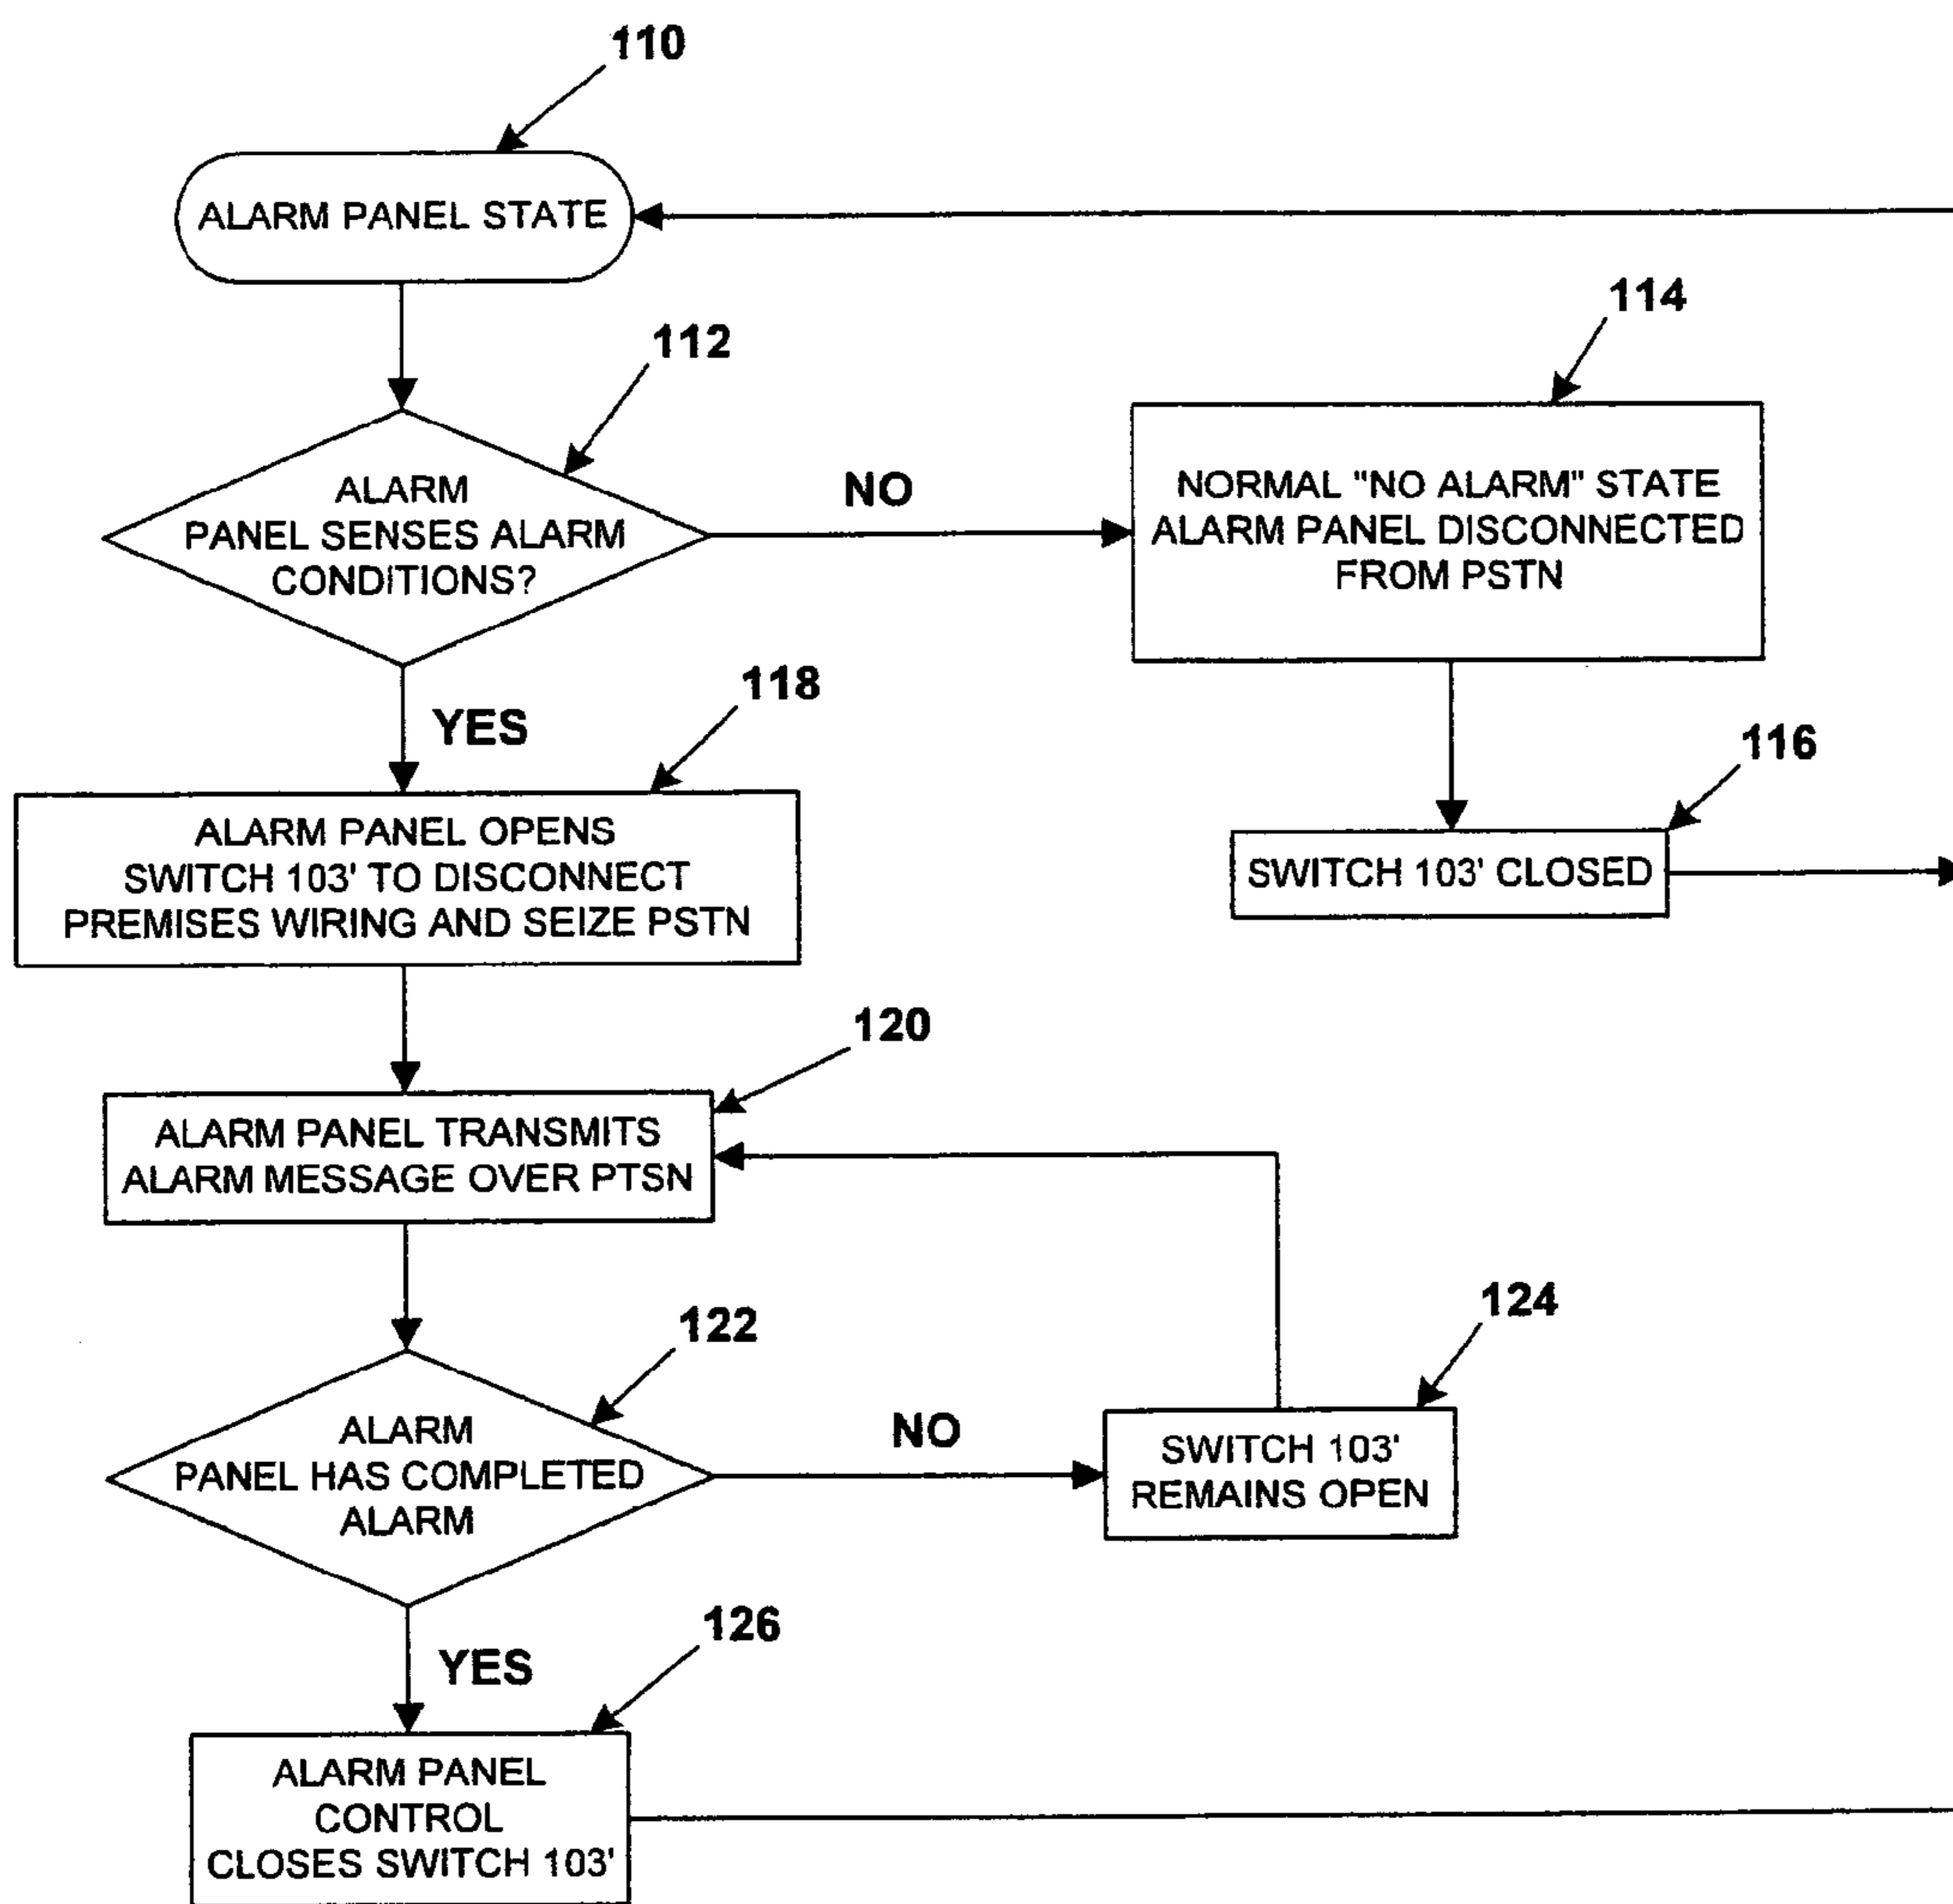 110
ALARM PANEL STATE
112
114
ALARM
PANEL SENSES ALARM
CONDITIONS?
NO
NORMAL "NO ALARM" STATE
ALARM PANEL DISCONNECTED
FROM PSTN
YES
118
116
ALARM PANEL OPENS
SWITCH 103' TO DISCONNECT
PREMISES WIRING AND SEIZE PSTN
SWITCH 103' CLOSED
120
ALARM PANEL TRANSMITS
ALARM MESSAGE OVER PTSN
122
124
ALARM
PANEL HAS COMPLETED
ALARM
NO
SWITCH 103'
REMAINS OPEN
YES
126
ALARM PANEL
CONTROL
CLOSES SWITCH 103'